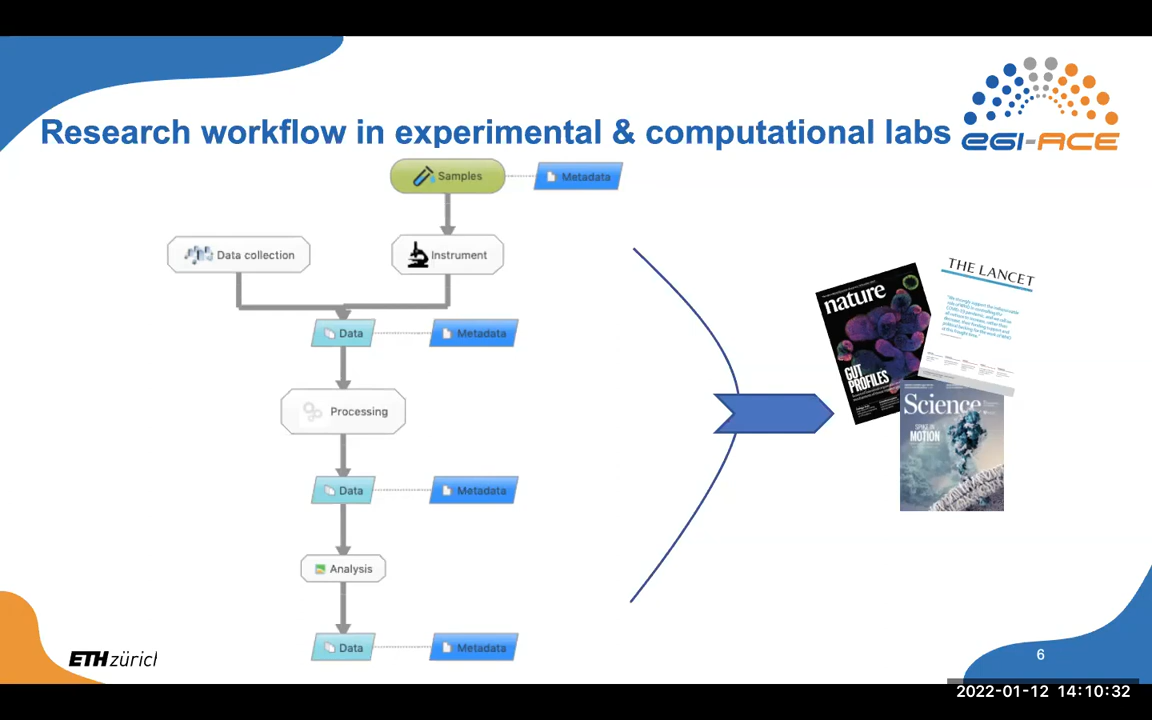 Research workflow in experimental & computational labs
EGI-ACE
Samples
Metadata
Data collection
Instrument
Data
Metadata
Processing
Data
Metadata
Analysis
Data
Metadata
nature
GUT
PROFILES
THE LANCET
Science
SPIKE IN
MOTION
ETH zürich
6
2022-01-12 14:10:32